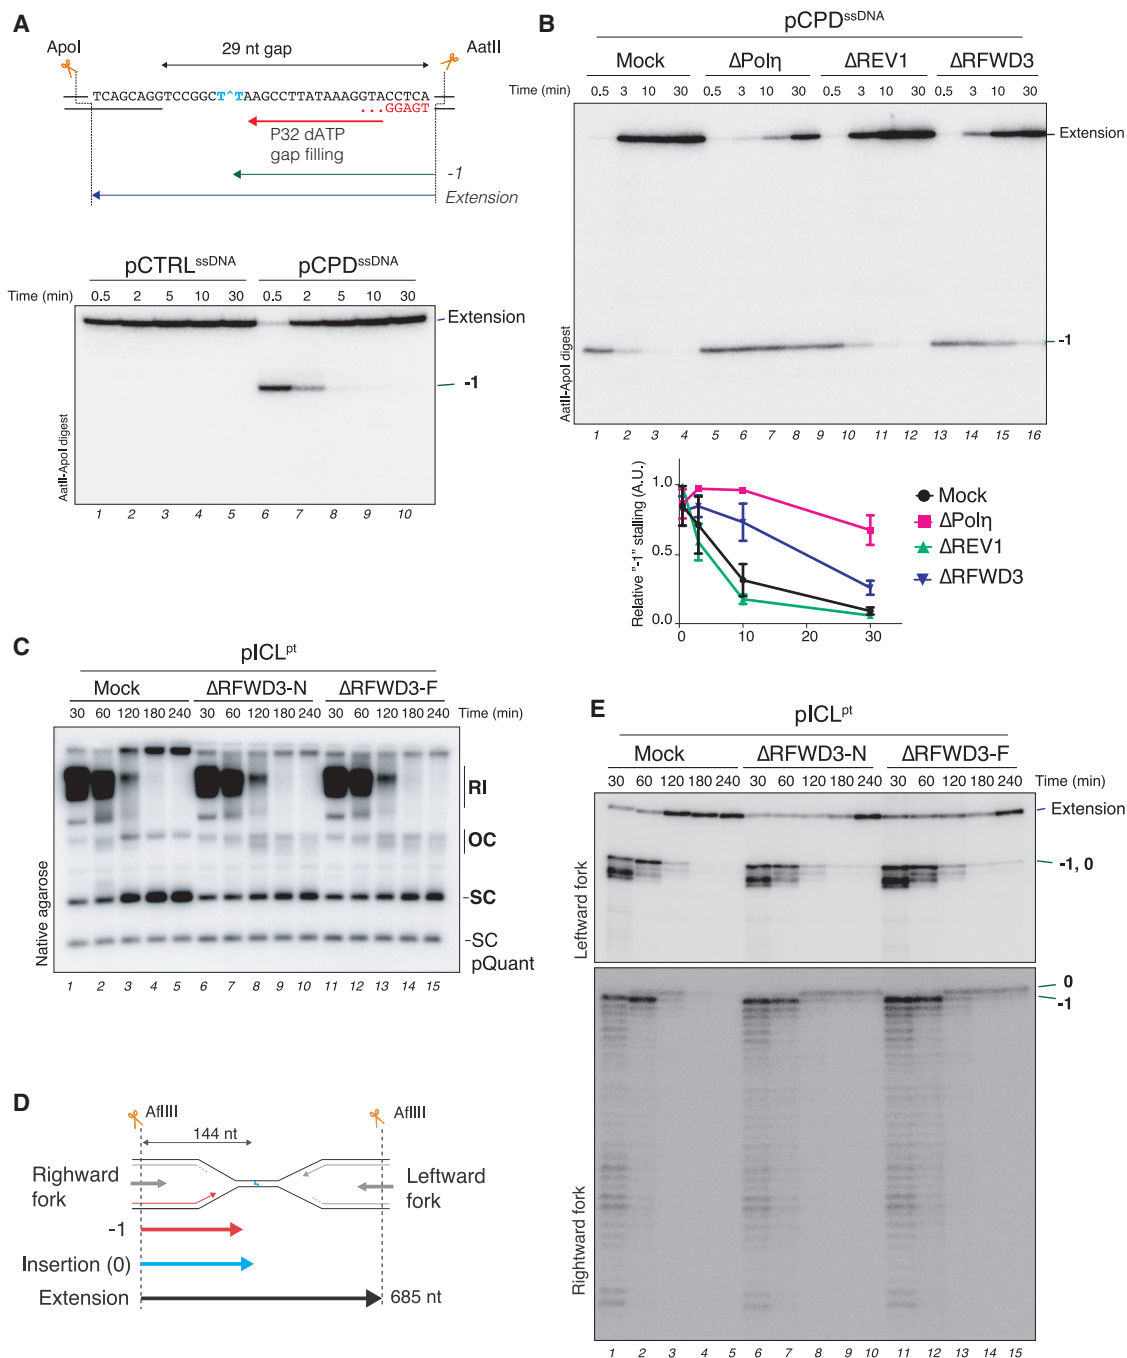 A
ApoI
29 nt gap
AatII
TCAGCAGGTCCGGCT^TAAGCCTTATAAAGGTACCTCA
...GGAGT
P32 dATP
gap filling
-1
Extension
pCTRLssDNA
pCPDssDNA
Time (min)
0.5 2 5 10 30 0.5 2 5 10 30
Extension
-1
AatII-ApoI digest
1 2 3 4 5 6 7 8 9 10
B
pCPDssDNA
Mock ΔPolη ΔREV1 ΔRFWD3
Time (min) 0.5 3 10 30 0.5 3 10 30 0.5 3 10 30 0.5 3 10 30
Extension
-1
AatII-ApoI digest
1 2 3 4 5 6 7 8 9 10 11 12 13 14 15 16
Relative "-1" stalling (A.U.)
1.0
0.5
0.0
0 10 20 30
Mock
ΔPolη
ΔREV1
ΔRFWD3
C
pICLpt
Mock ΔRFWD3-N ΔRFWD3-F
30 60 120 180 240 30 60 120 180 240 30 60 120 180 240 Time (min)
RI
OC
SC
SC
pQuant
Native agarose
1 2 3 4 5 6 7 8 9 10 11 12 13 14 15
D
AflIII
AflIII
144 nt
Righward
fork
Leftward
fork
-1
Insertion (0)
Extension
685 nt
E
pICLpt
Mock ΔRFWD3-N ΔRFWD3-F
30 60 120 180 240 30 60 120 180 240 30 60 120 180 240 Time (min)
Extension
-1, 0
Leftward fork
0
-1
Rightward fork
1 2 3 4 5 6 7 8 9 10 11 12 13 14 15